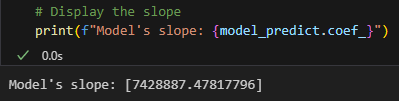 # Display the slope
print(f"Model's slope: {model_predict.coef_}")
0.0s
Model's slope: [7428887.47817796]